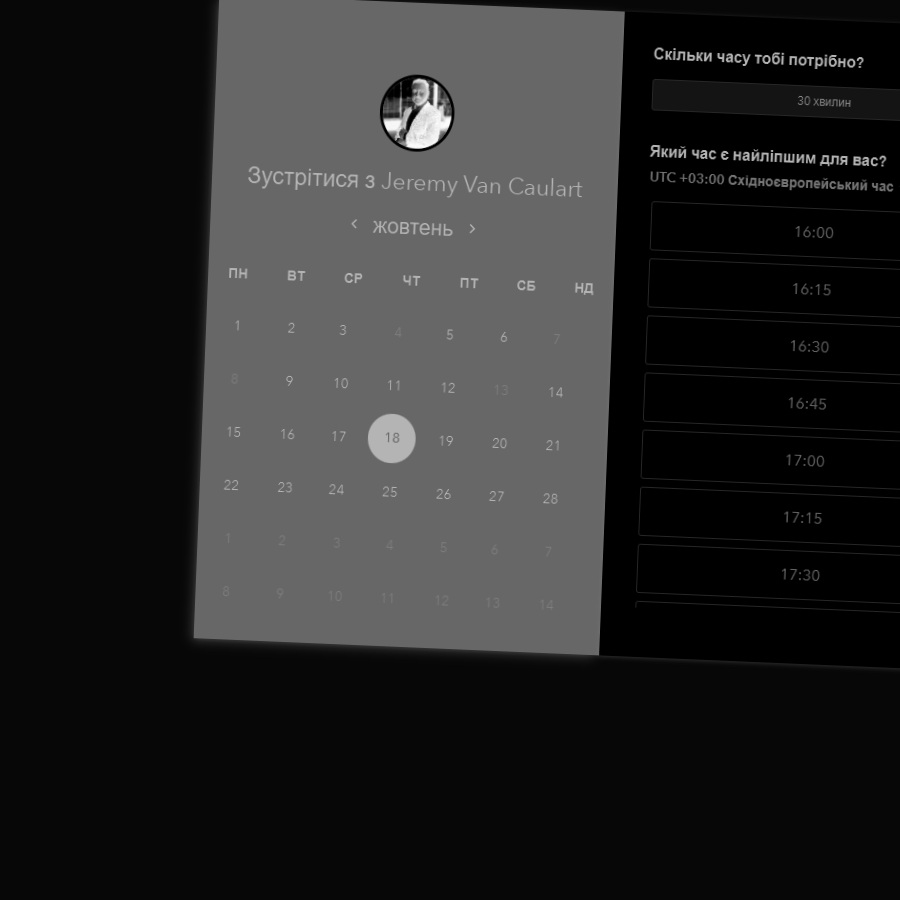 Зустрітися з Jeremy Van Caulart
жовтень
ПН ВТ СР ЧТ ПТ СБ НД
1 2 3 4 5 6 7
8 9 10 11 12 13 14
15 16 17 18 19 20 21
22 23 24 25 26 27 28
1 2 3 4 5 6 7
8 9 10 11 12 13 14
Скільки часу тобі потрібно?
30 хвилин
Який час є найліпшим для вас?
UTC +03:00 Східноєвропейський час
16:00
16:15
16:30
16:45
17:00
17:15
17:30